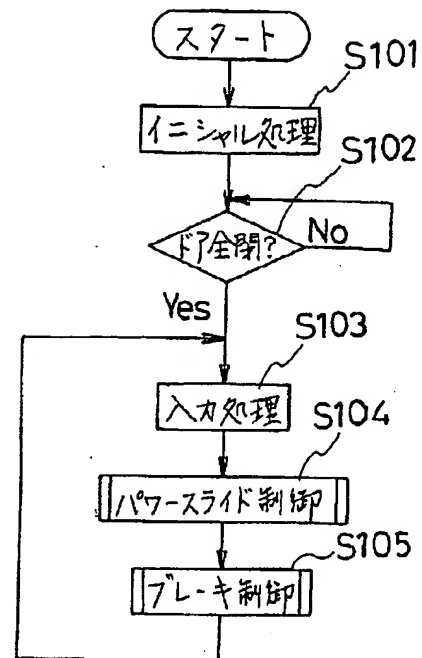 スタート
S101
イニシャル処理
S102
ドア全閉?
No
Yes
S103
入力処理
S104
パワースライド制御
S105
ブレーキ制御